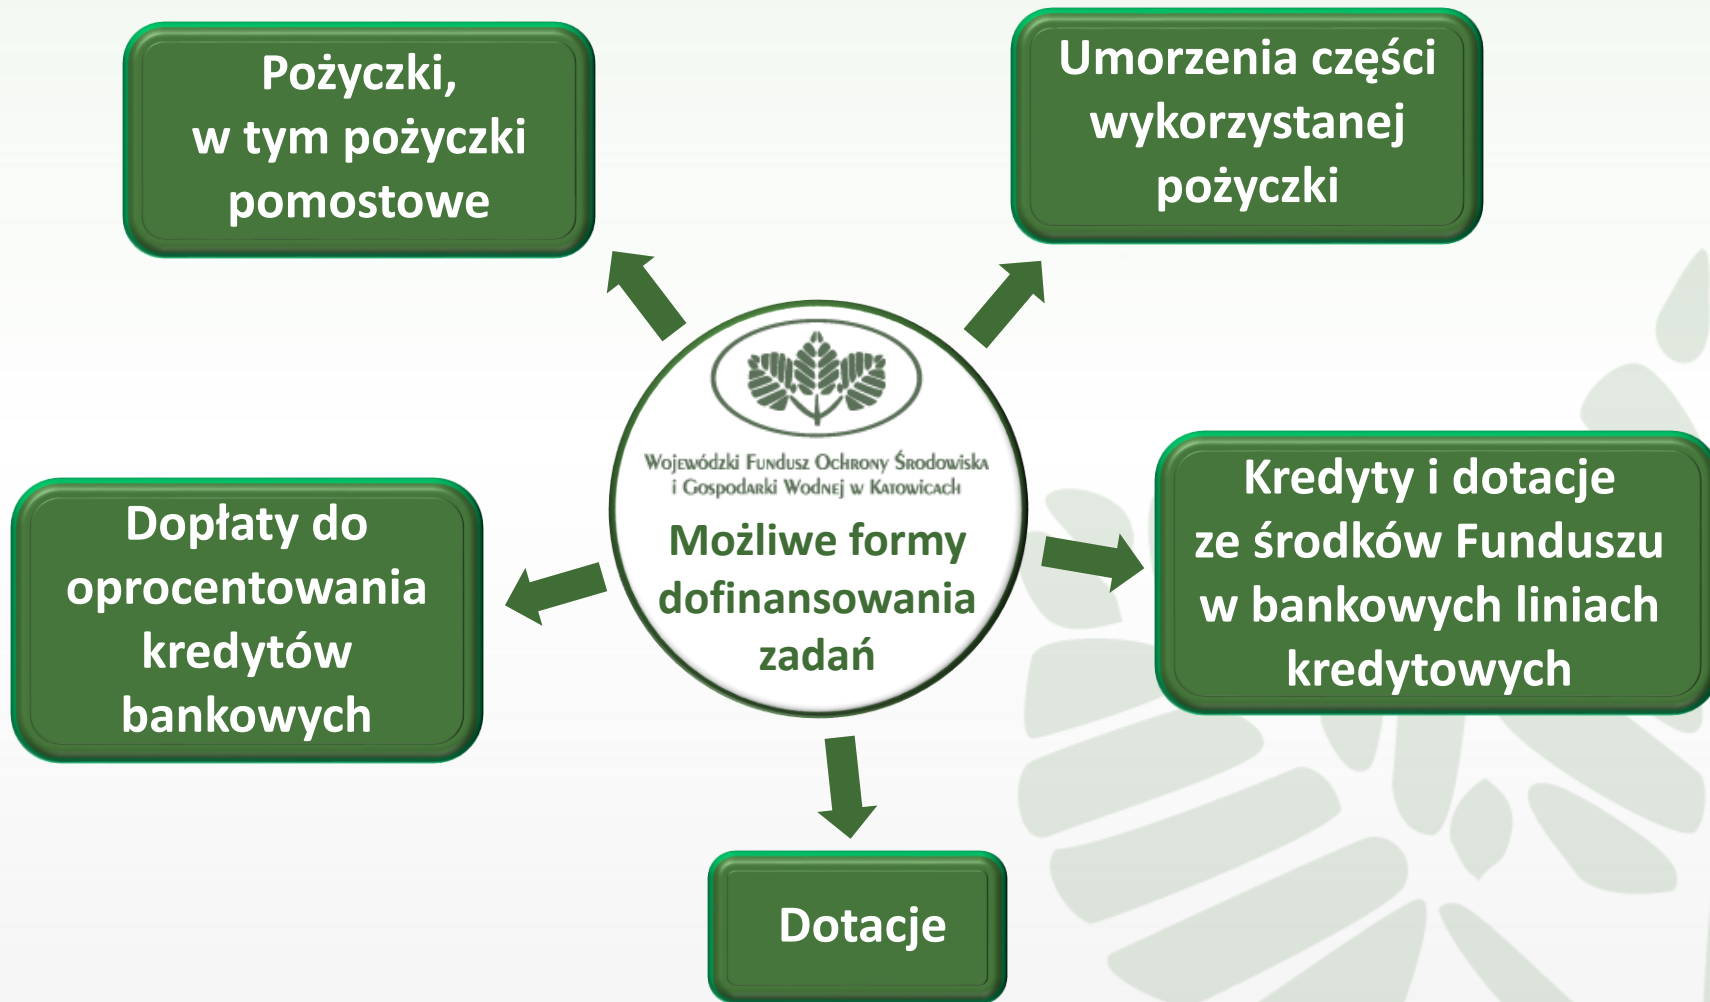 Pożyczki,
w tym pożyczki
pomostowe
Umorzenia części
wykorzystanej
pożyczki
Wojewódzki Fundusz Ochrony Środowiska
i Gospodarki Wodnej w Katowicach
Możliwe formy
dofinansowania
zadań
Dopłaty do
oprocentowania
kredytów
bankowych
Kredyty i dotacje
ze środków Funduszu
w bankowych liniach
kredytowych
Dotacje